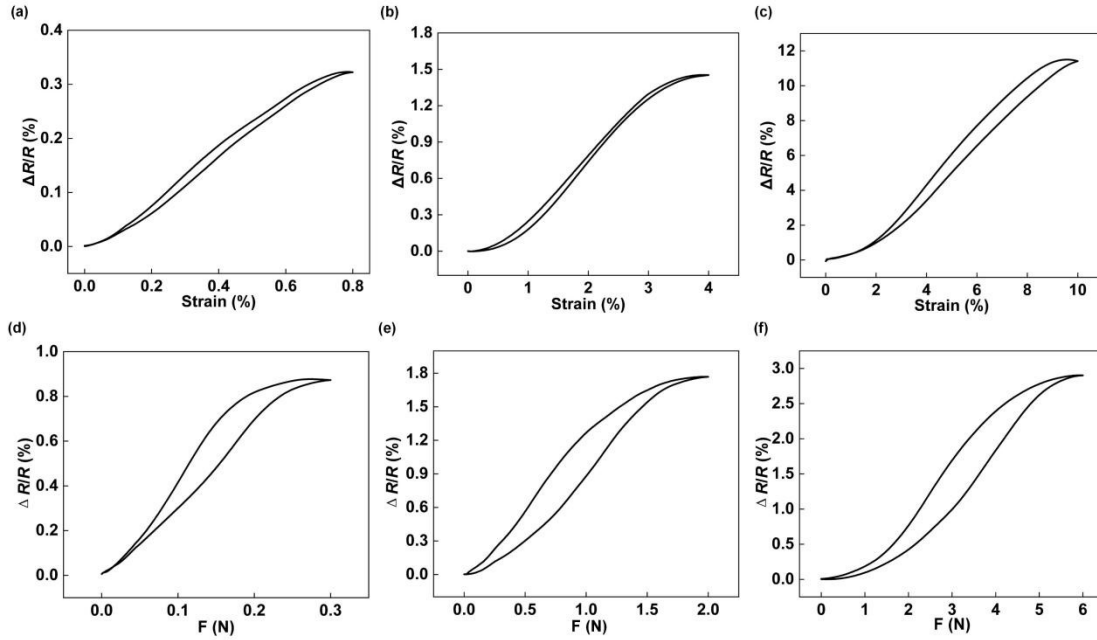 (a)
0.4
0.3
0.2
0.1
0.0
ΔR/R (%)
0.0 0.2 0.4 0.6 0.8
Strain (%)
(b)
1.8
1.5
1.2
0.9
0.6
0.3
0.0
ΔR/R (%)
0 1 2 3 4
Strain (%)
(c)
12
10
8
6
4
2
0
ΔR/R (%)
0 2 4 6 8 10
Strain (%)
(d)
1.0
0.8
0.6
0.4
0.2
0.0
Δ R/R (%)
0.0 0.1 0.2 0.3
F (N)
(e)
1.8
1.5
1.2
0.9
0.6
0.3
0.0
Δ R/R (%)
0.0 0.5 1.0 1.5 2.0
F (N)
(f)
3.0
2.5
2.0
1.5
1.0
0.5
0.0
Δ R/R (%)
0 1 2 3 4 5 6
F (N)